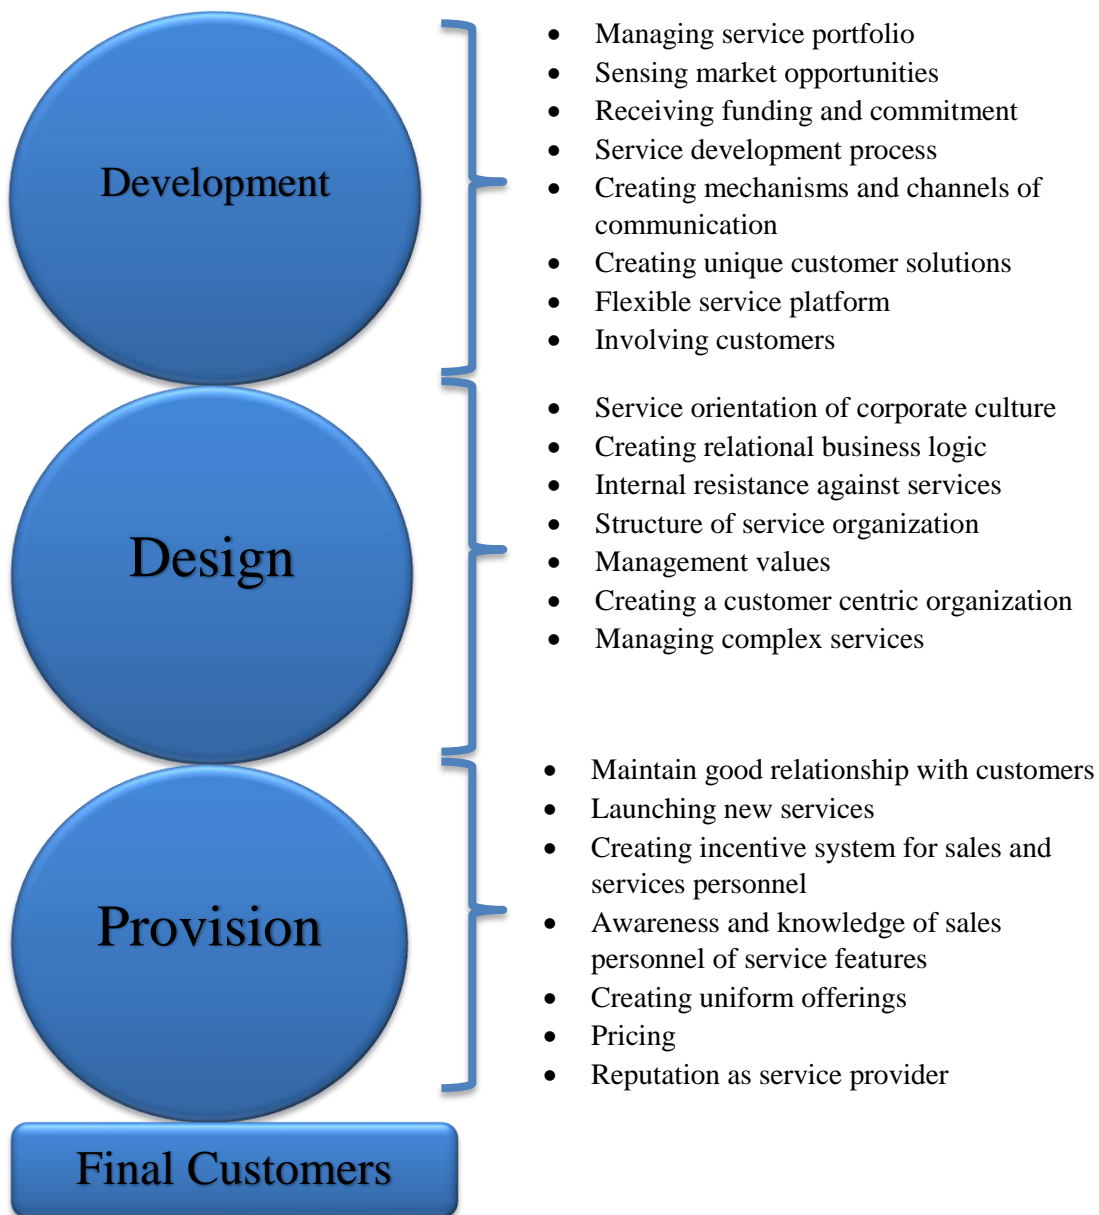 Development
• Managing service portfolio
• Sensing market opportunities
• Receiving funding and commitment
• Service development process
• Creating mechanisms and channels of
communication
• Creating unique customer solutions
• Flexible service platform
• Involving customers
Design
• Service orientation of corporate culture
• Creating relational business logic
• Internal resistance against services
• Structure of service organization
• Management values
• Creating a customer centric organization
• Managing complex services
Provision
• Maintain good relationship with customers
• Launching new services
• Creating incentive system for sales and
services personnel
• Awareness and knowledge of sales
personnel of service features
• Creating uniform offerings
• Pricing
• Reputation as service provider
Final Customers